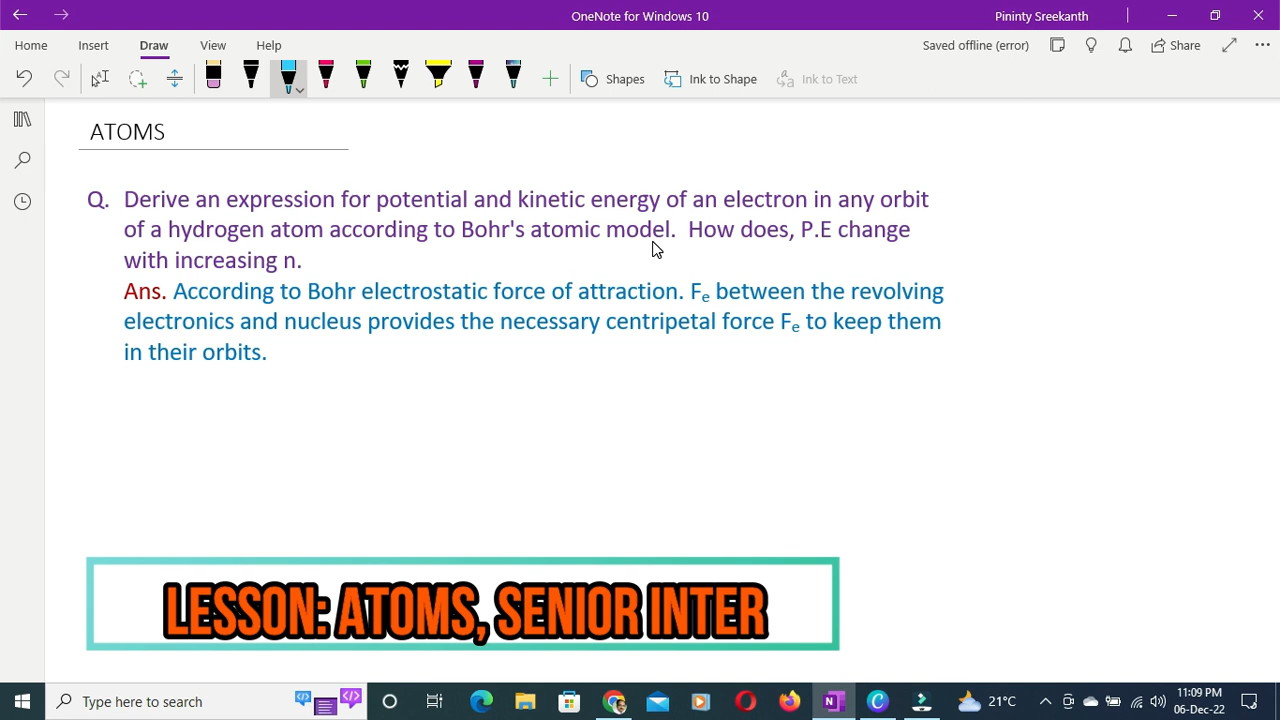 OneNote for Windows 10
Pininty Sreekanth
Home Insert Draw View Help
Saved offline (error)
Share
Shapes
Ink to Shape
Ink to Text
ATOMS
Q. Derive an expression for potential and kinetic energy of an electron in any orbit
of a hydrogen atom according to Bohr's atomic model. How does, P.E change
with increasing n.
Ans. According to Bohr electrostatic force of attraction. Fₑ between the revolving
electronics and nucleus provides the necessary centripetal force Fₑ to keep them
in their orbits.
LESSON: ATOMS, SENIOR INTER
Type here to search
21°C
11:09 PM
06-Dec-22